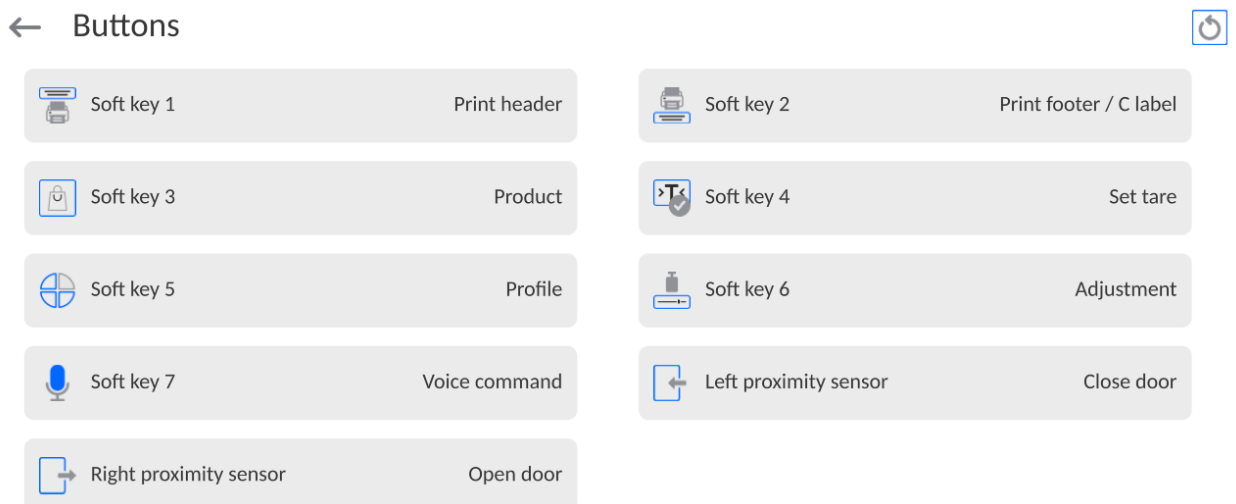 Buttons
Soft key 1 Print header
Soft key 2 Print footer / C label
Soft key 3 Product
Soft key 4 Set tare
Soft key 5 Profile
Soft key 6 Adjustment
Soft key 7 Voice command
Left proximity sensor Close door
Right proximity sensor Open door